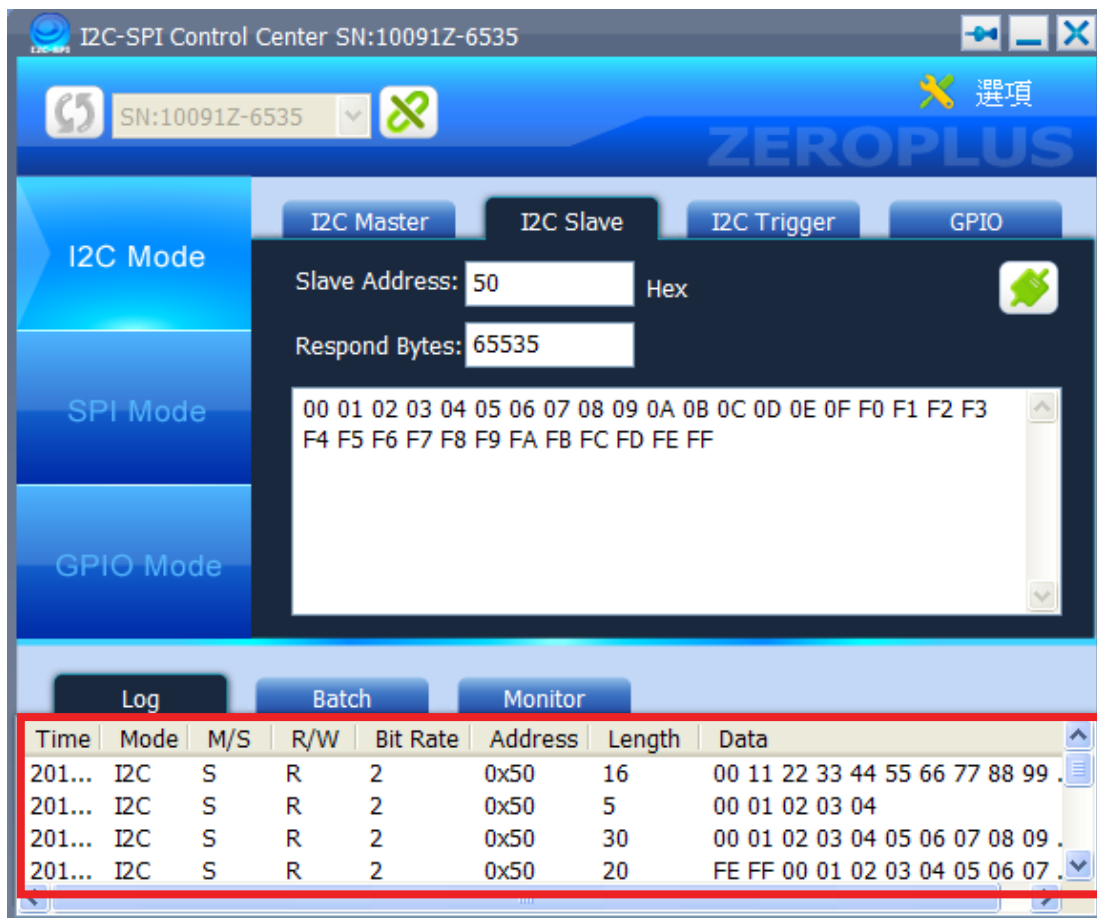 I2C-SPI Control Center SN:10091Z-6535
SN:10091Z-6535
選項
ZEROPLUS
I2C Mode
SPI Mode
GPIO Mode
I2C Master I2C Slave I2C Trigger GPIO
Slave Address: 50 Hex
Respond Bytes: 65535
00 01 02 03 04 05 06 07 08 09 0A 0B 0C 0D 0E 0F F0 F1 F2 F3
F4 F5 F6 F7 F8 F9 FA FB FC FD FE FF
Log Batch Monitor
Time Mode M/S R/W Bit Rate Address Length Data
201... I2C S R 2 0x50 16 00 11 22 33 44 55 66 77 88 99 .
201... I2C S R 2 0x50 5 00 01 02 03 04
201... I2C S R 2 0x50 30 00 01 02 03 04 05 06 07 08 09 .
201... I2C S R 2 0x50 20 FE FF 00 01 02 03 04 05 06 07 .